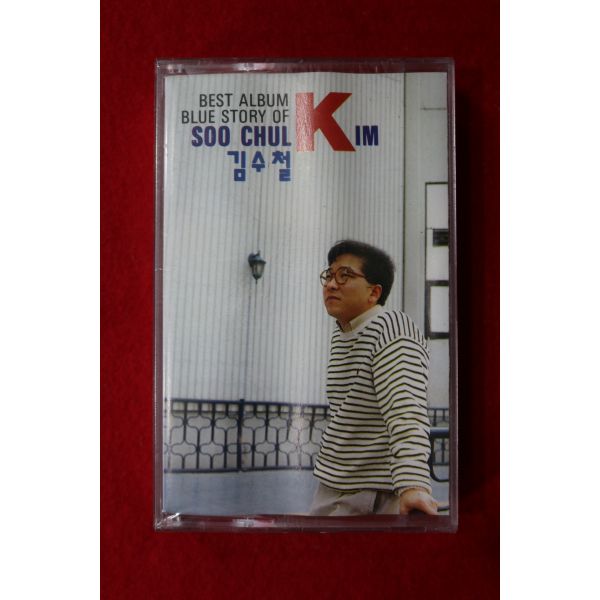 BEST ALBUM
BLUE STORY OF
SOO CHUL KIM
김수철